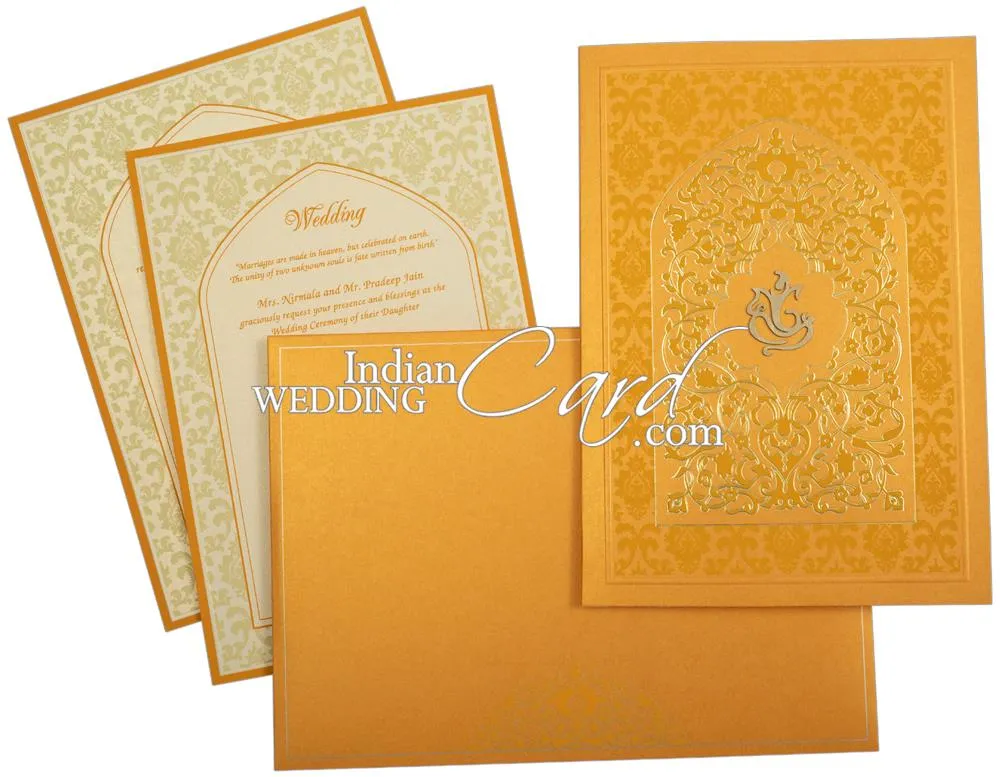 Wedding
"Marriages are made in heaven, but celebrated on earth.
The unity of two unknown souls is fate written from birth"
Mrs. Nirmula and Mr. Pradeep Jain
graciously request your presence and blessings at the
Wedding Ceremony of their Daughter
Indian
WEDDING Card
.com